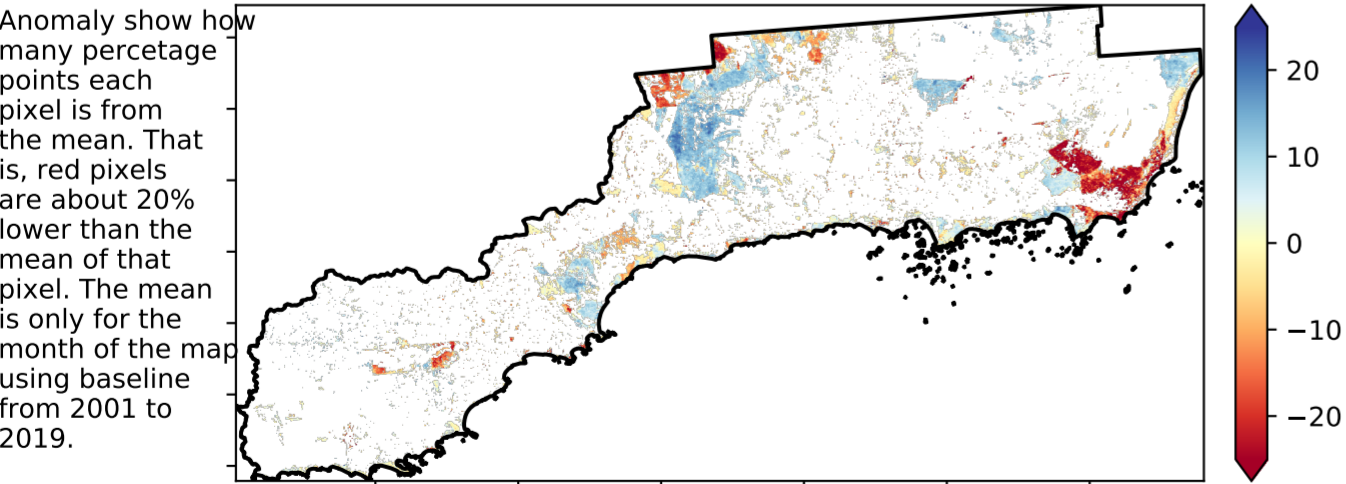 Anomaly show how
many percetage
points each
pixel is from
the mean. That
is, red pixels
are about 20%
lower than the
mean of that
pixel. The mean
is only for the
month of the map
using baseline
from 2001 to
2019.
20
10
0
−10
−20